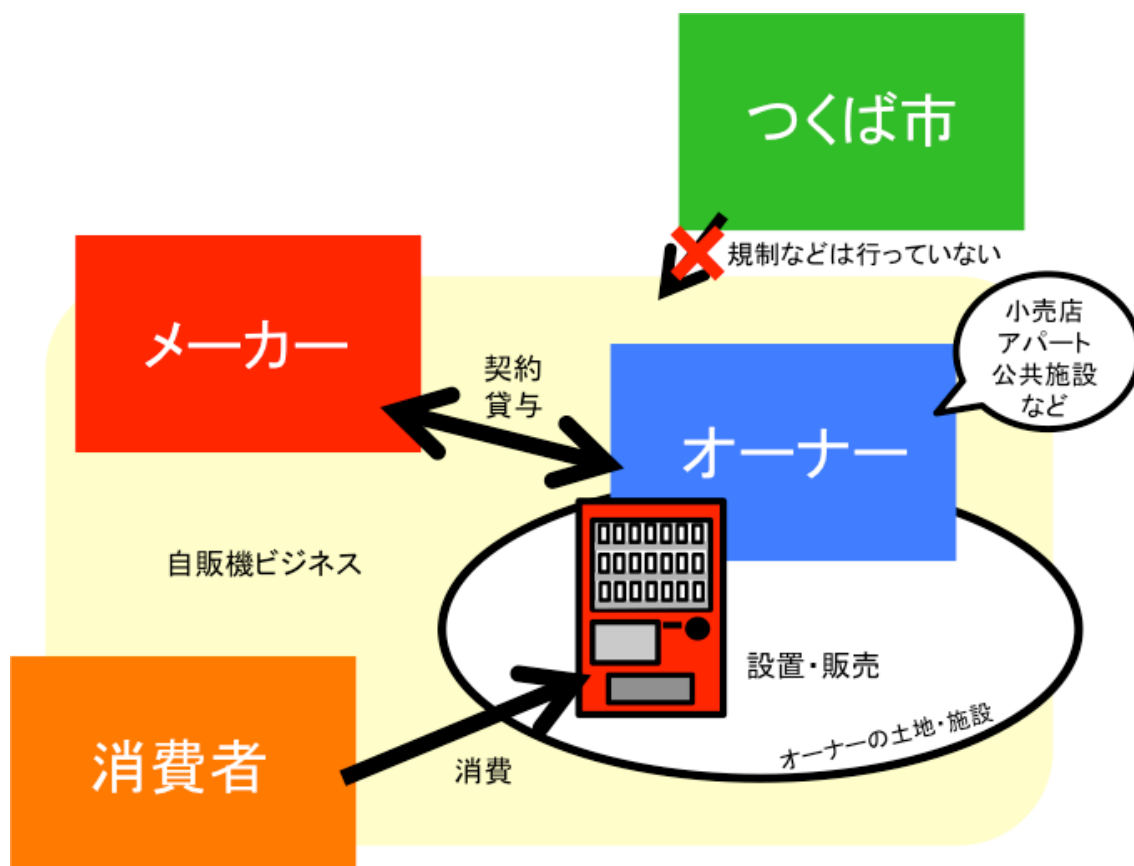 つくば市
規制などは行っていない
メーカー
小売店
アパート
公共施設
など
契約
貸与
オーナー
自販機ビジネス
設置・販売
オーナーの土地・施設
消費者
消費